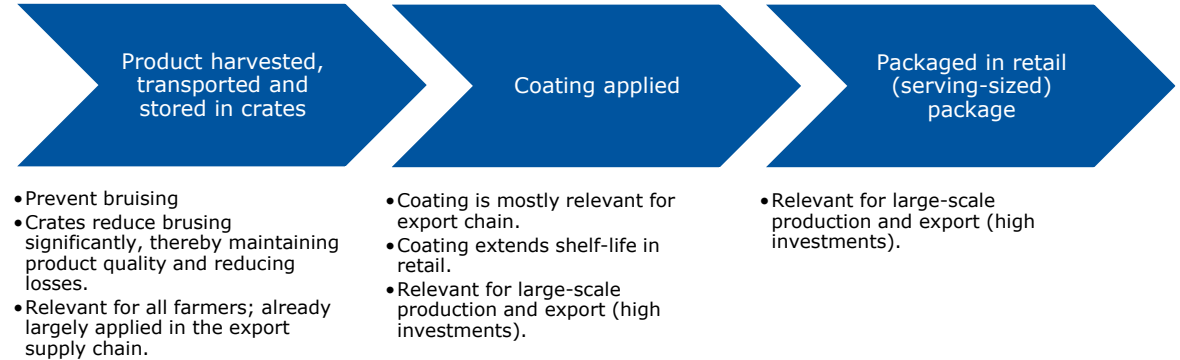 Product harvested,
transported and
stored in crates
Coating applied
Packaged in retail
(serving-sized)
package
•Prevent bruising
•Crates reduce brusing
significantly, thereby maintaining
product quality and reducing
losses.
•Relevant for all farmers; already
largely applied in the export
supply chain.
•Coating is mostly relevant for
export chain.
•Coating extends shelf-life in
retail.
•Relevant for large-scale
production and export (high
investments).
•Relevant for large-scale
production and export (high
investments).